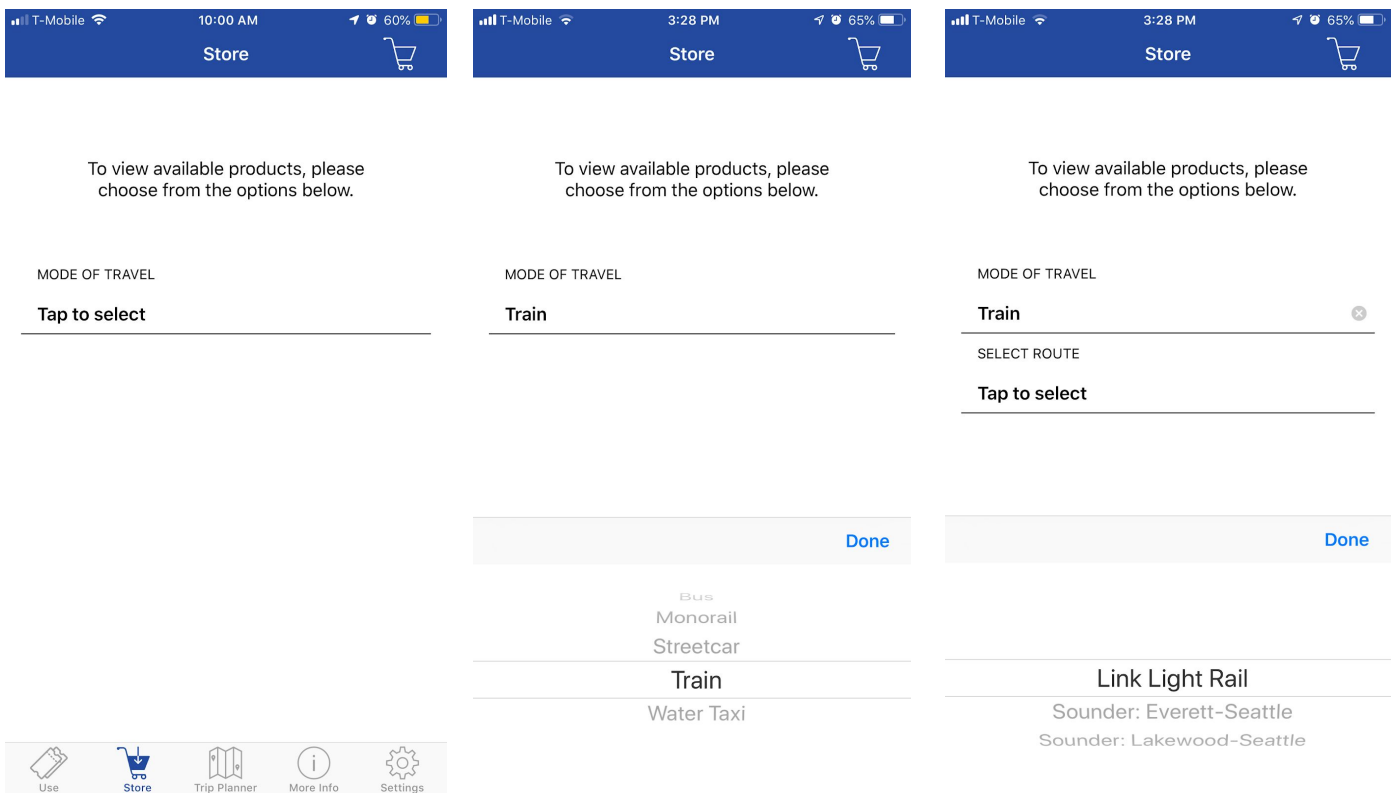 T-Mobile 10:00 AM 60%
Store
To view available products, please
choose from the options below.
MODE OF TRAVEL
Tap to select
Use Store Trip Planner More Info Settings
T-Mobile 3:28 PM 65%
Store
To view available products, please
choose from the options below.
MODE OF TRAVEL
Train
Done
Bus
Monorail
Streetcar
Train
Water Taxi
T-Mobile 3:28 PM 65%
Store
To view available products, please
choose from the options below.
MODE OF TRAVEL
Train
SELECT ROUTE
Tap to select
Done
Link Light Rail
Sounder: Everett-Seattle
Sounder: Lakewood-Seattle